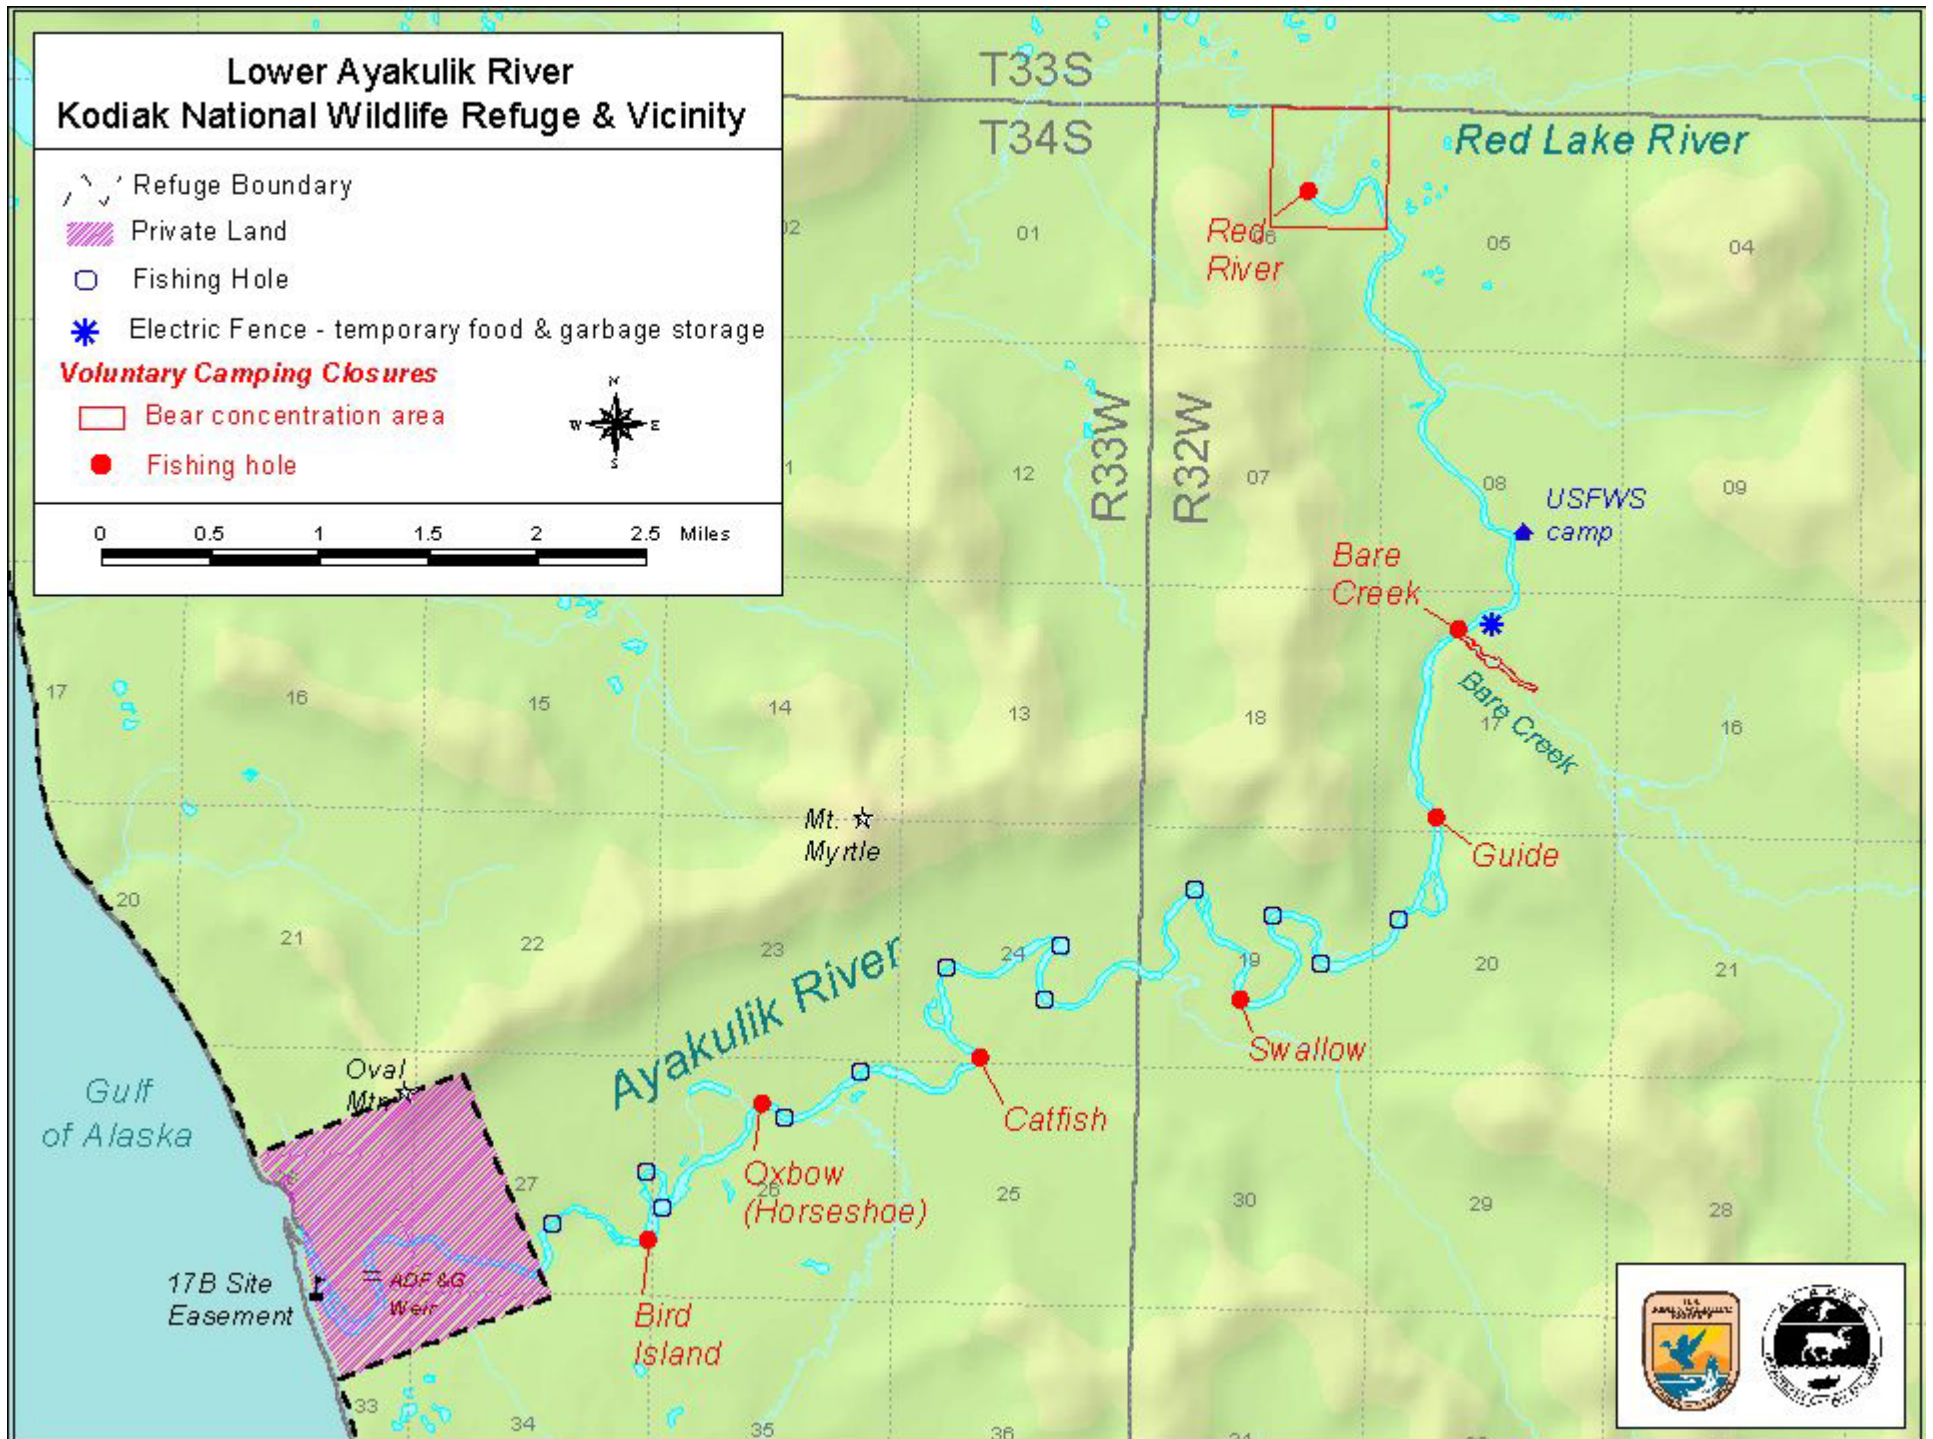 Lower Ayakulik River
Kodiak National Wildlife Refuge & Vicinity
Refuge Boundary
Private Land
Fishing Hole
Electric Fence - temporary food & garbage storage
Voluntary Camping Closures
Bear concentration area
Fishing hole
N
W E
S
0 0.5 1 1.5 2 2.5 Miles
T33S
T34S
Red Lake River
Red
River
02 01 06 05 04
R33W
R32W
12 07 08 09
USFWS
camp
Bare
Creek
Bare Creek
17 16 15 14 13 18 17 16
Mt.
Myrtle
Guide
20 21 22 23 24 19 20 21
Ayakulik River
Swallow
Oval
Mtn
Gulf
of Alaska
Catfish
27 26 25 30 29 28
Oxbow
(Horseshoe)
17B Site
Easement
ADF&G
Weir
Bird
Island
33 34 35 36
ALASKA